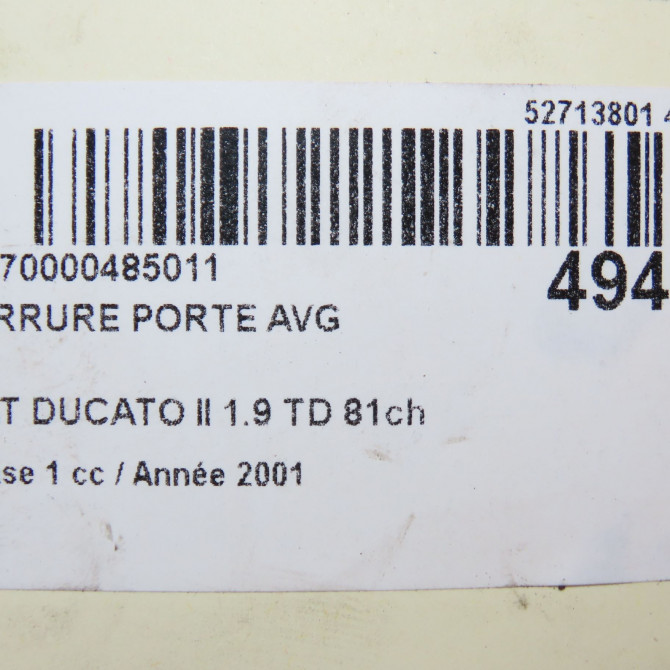 52713801 4
70000485011
494
RRURE PORTE AVG
T DUCATO II 1.9 TD 81ch
se 1 cc / Année 2001